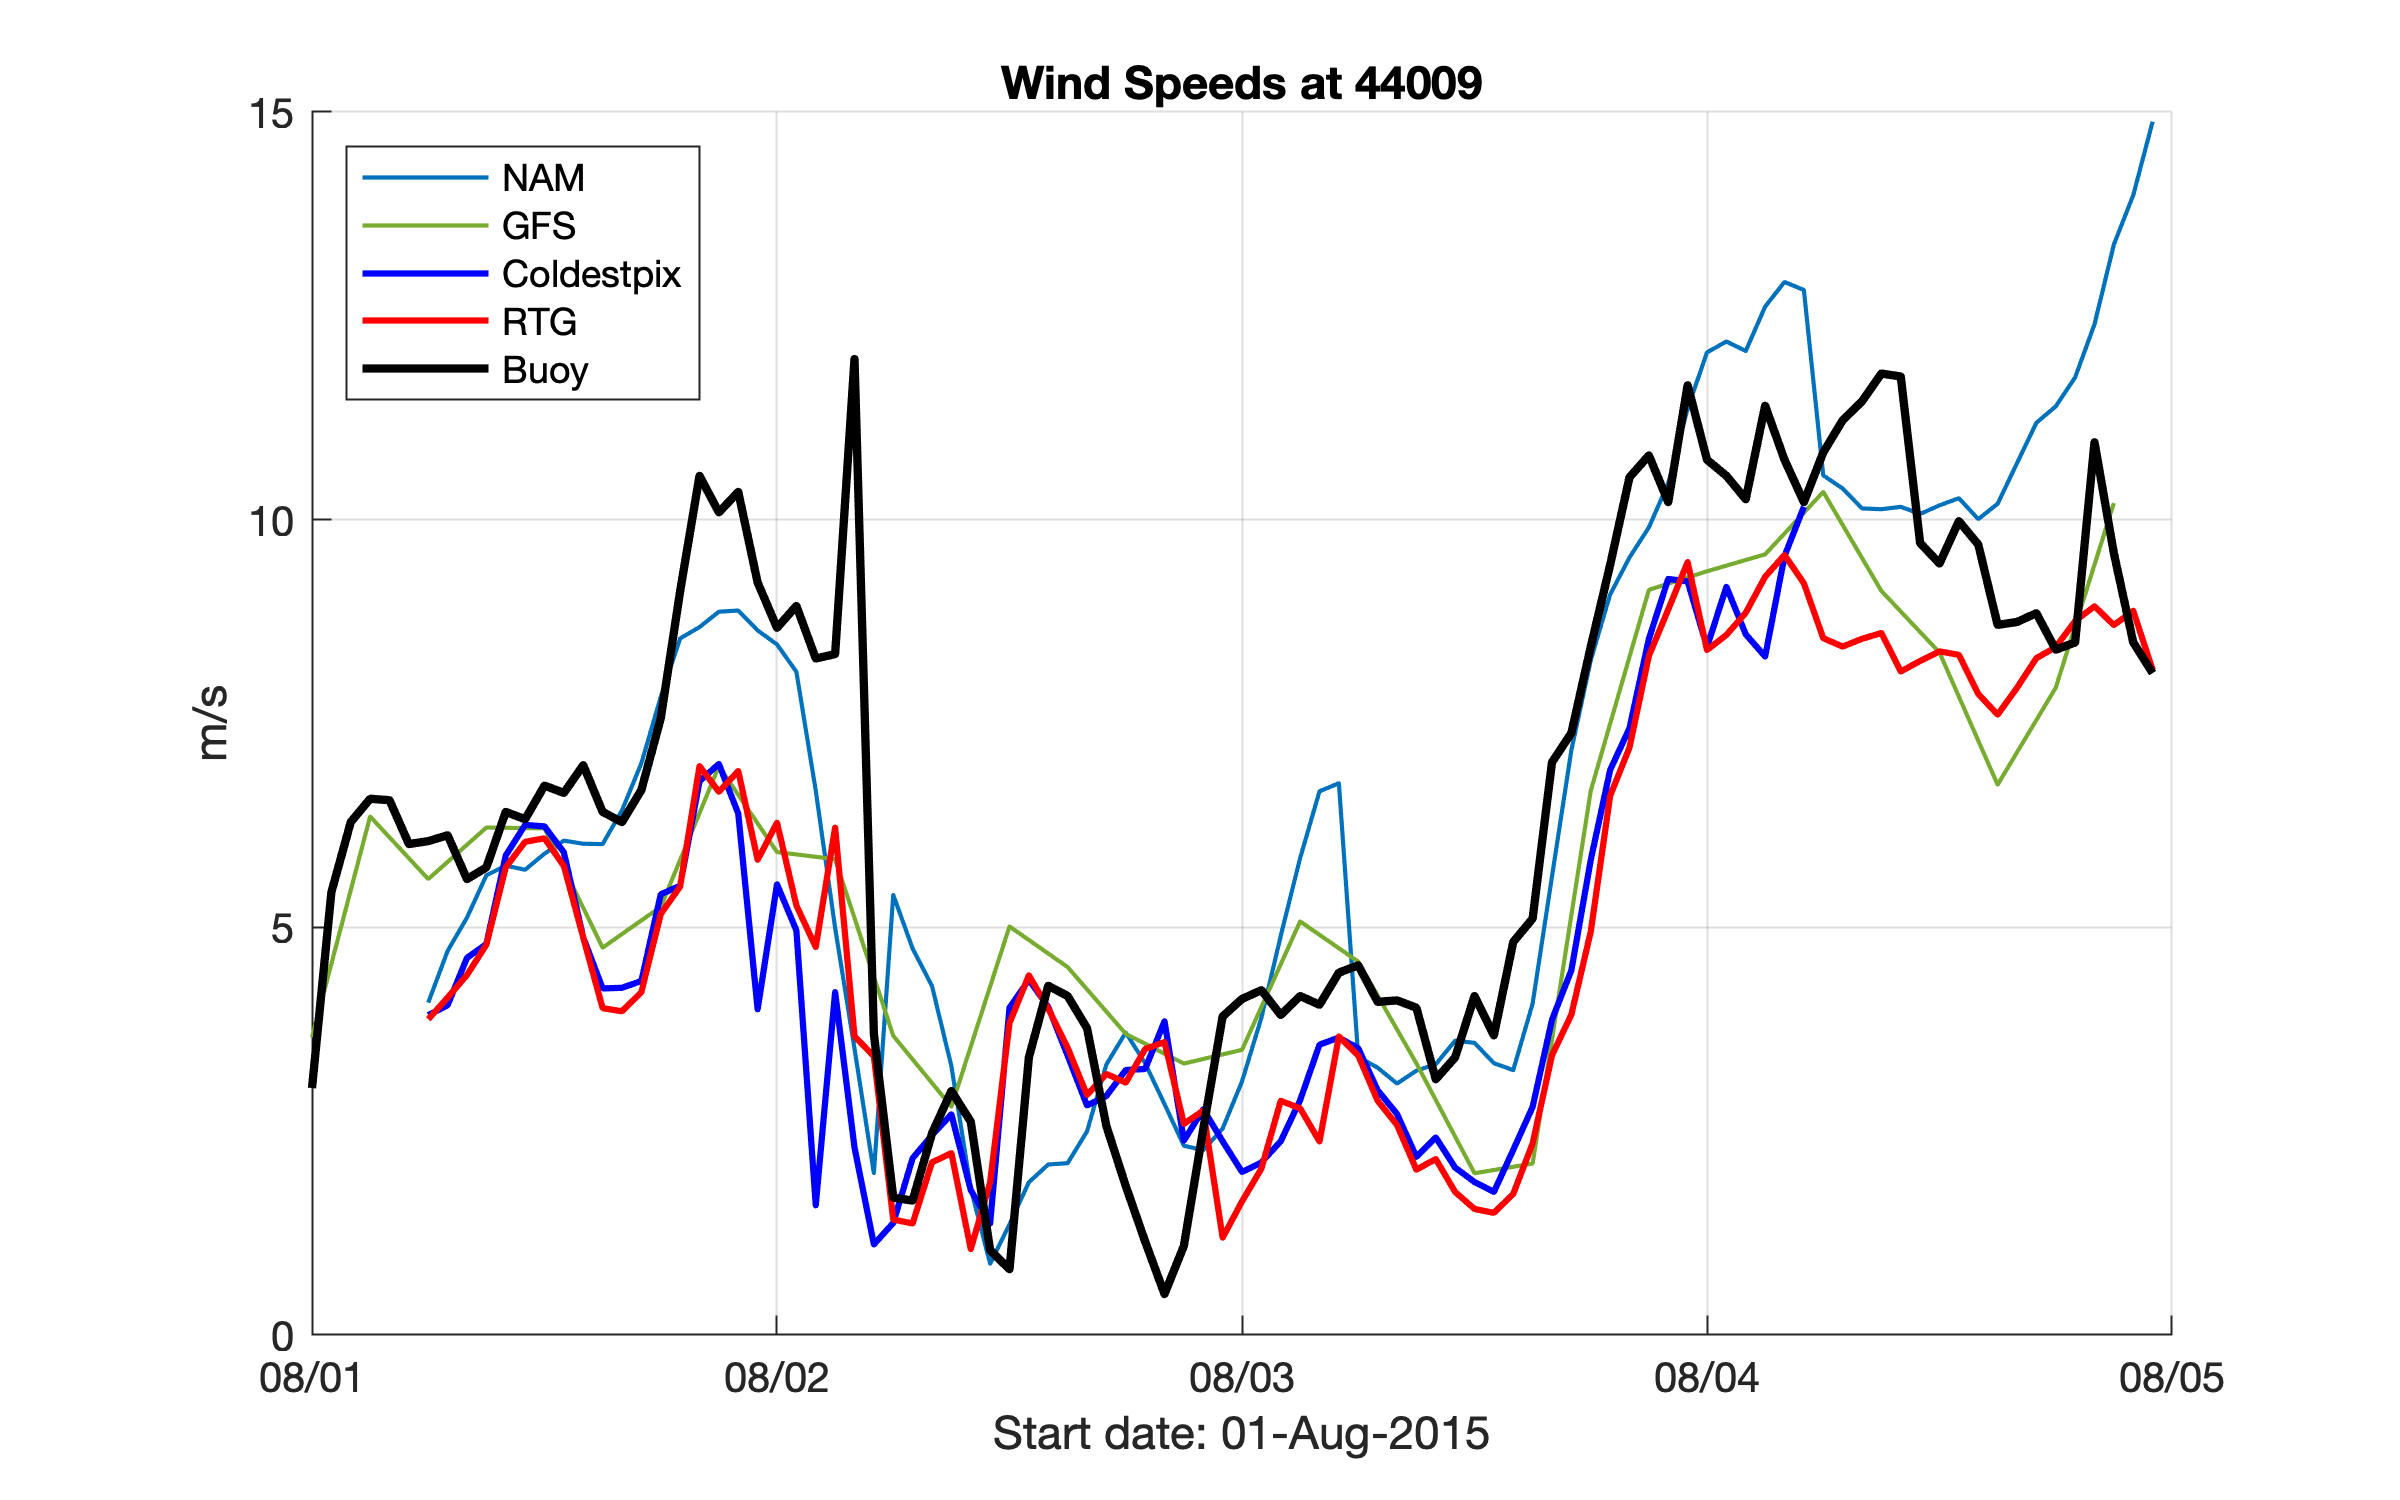 Wind Speeds at 44009
15
10
5
0
m/s
NAM
GFS
Coldestpix
RTG
Buoy
08/01
08/02
08/03
08/04
08/05
Start date: 01-Aug-2015